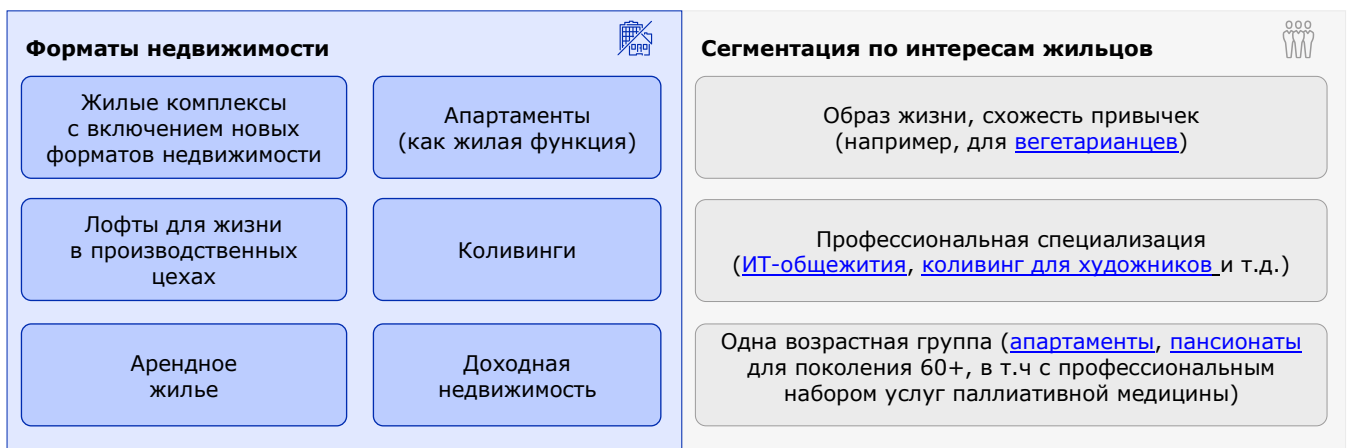 Форматы недвижимости
Жилые комплексы
с включением новых
форматов недвижимости
Апартаменты
(как жилая функция)
Лофты для жизни
в производственных
цехах
Коливинги
Арендное
жилье
Доходная
недвижимость
Сегментация по интересам жильцов
Образ жизни, схожесть привычек
(например, для вегетарианцев)
Профессиональная специализация
(ИТ-общежития, коливинг для художников и т.д.)
Одна возрастная группа (апартаменты, пансионаты
для поколения 60+, в т.ч с профессиональным
набором услуг паллиативной медицины)